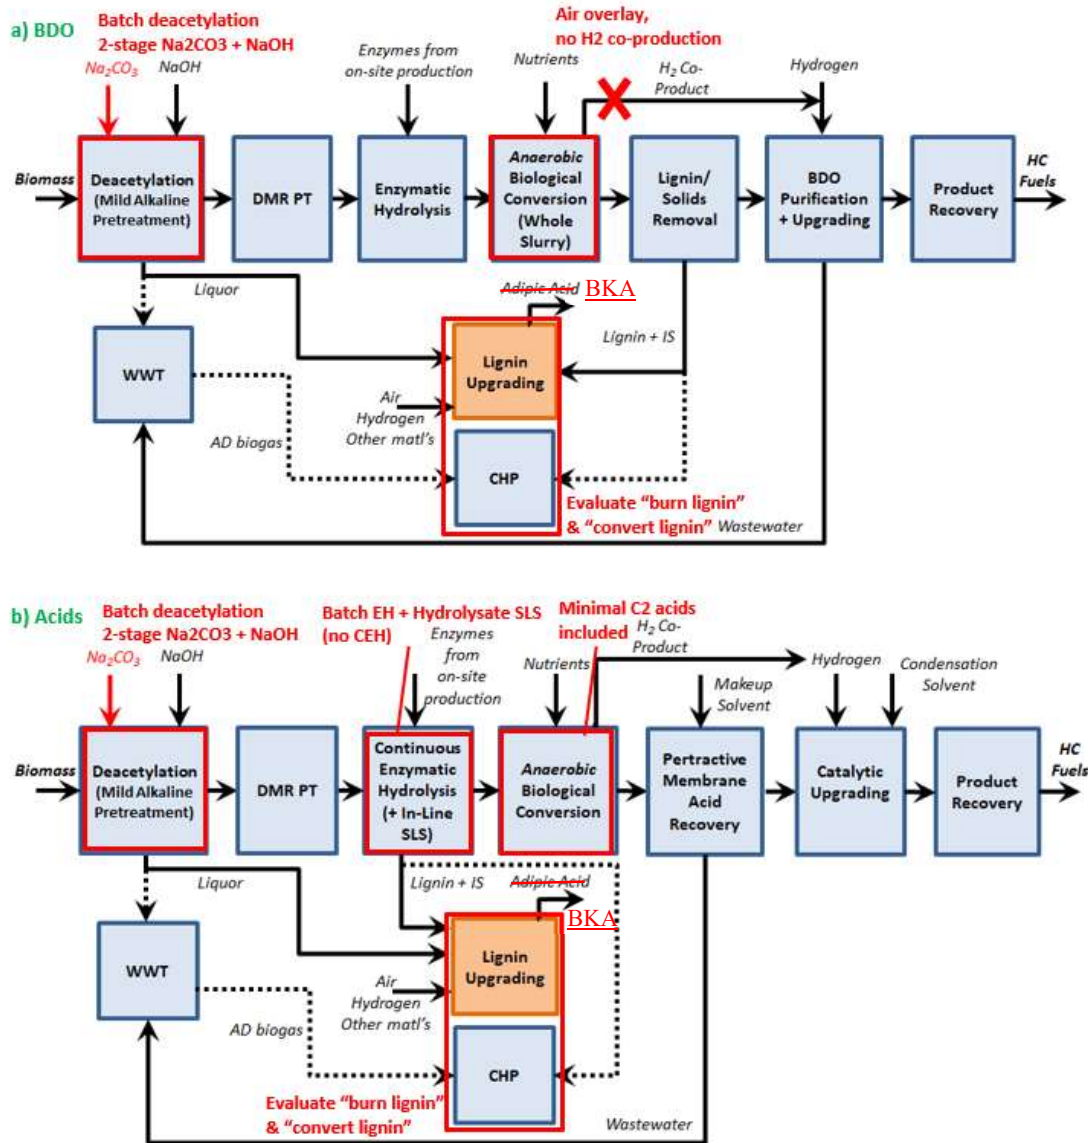 a) BDO
Batch deacetylation
2-stage Na2CO3 + NaOH
Na₂CO₃
NaOH
Enzymes from
on-site production
Air overlay,
no H2 co-production
Nutrients
H₂ Co-
Product
Hydrogen
Biomass
Deacetylation
(Mild Alkaline
Pretreatment)
DMR PT
Enzymatic
Hydrolysis
Anaerobic
Biological
Conversion
(Whole
Slurry)
Lignin/
Solids
Removal
BDO
Purification
+ Upgrading
Product
Recovery
HC
Fuels
Liquor
Adipic Acid BKA
Lignin + IS
WWT
Lignin
Upgrading
Air
Hydrogen
Other matl's
AD biogas
CHP
Evaluate "burn lignin"
& "convert lignin"
Wastewater
b) Acids
Batch deacetylation
2-stage Na2CO3 + NaOH
Na₂CO₃
NaOH
Batch EH + Hydrolysate SLS
(no CEH)
Enzymes
from
on-site
production
Minimal C2 acids
included
Nutrients
H₂ Co-
Product
Makeup
Solvent
Hydrogen
Condensation
Solvent
Biomass
Deacetylation
(Mild Alkaline
Pretreatment)
DMR PT
Continuous
Enzymatic
Hydrolysis
(+ In-Line
SLS)
Anaerobic
Biological
Conversion
Pertractive
Membrane
Acid
Recovery
Catalytic
Upgrading
Product
Recovery
HC
Fuels
Liquor
Lignin + IS
Adipic Acid
BKA
WWT
Lignin
Upgrading
Air
Hydrogen
Other matl's
AD biogas
CHP
Evaluate "burn lignin"
& "convert lignin"
Wastewater